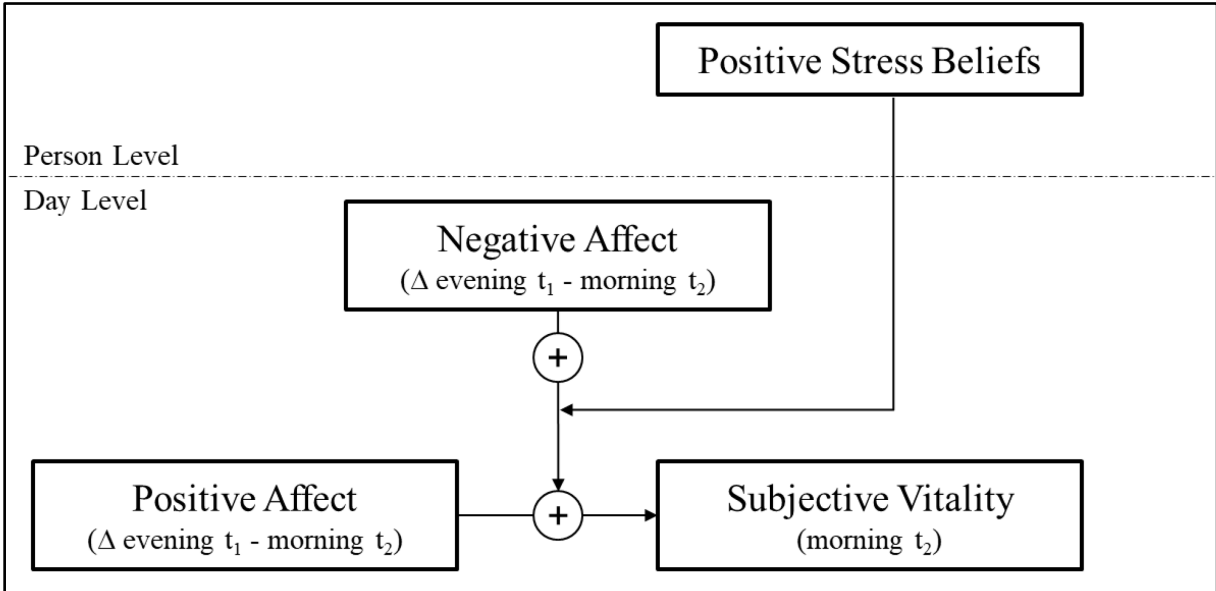 Positive Stress Beliefs
Person Level
Day Level
Negative Affect
(Δ evening t₁ - morning t₂)
+
Positive Affect
(Δ evening t₁ - morning t₂)
+
Subjective Vitality
(morning t₂)